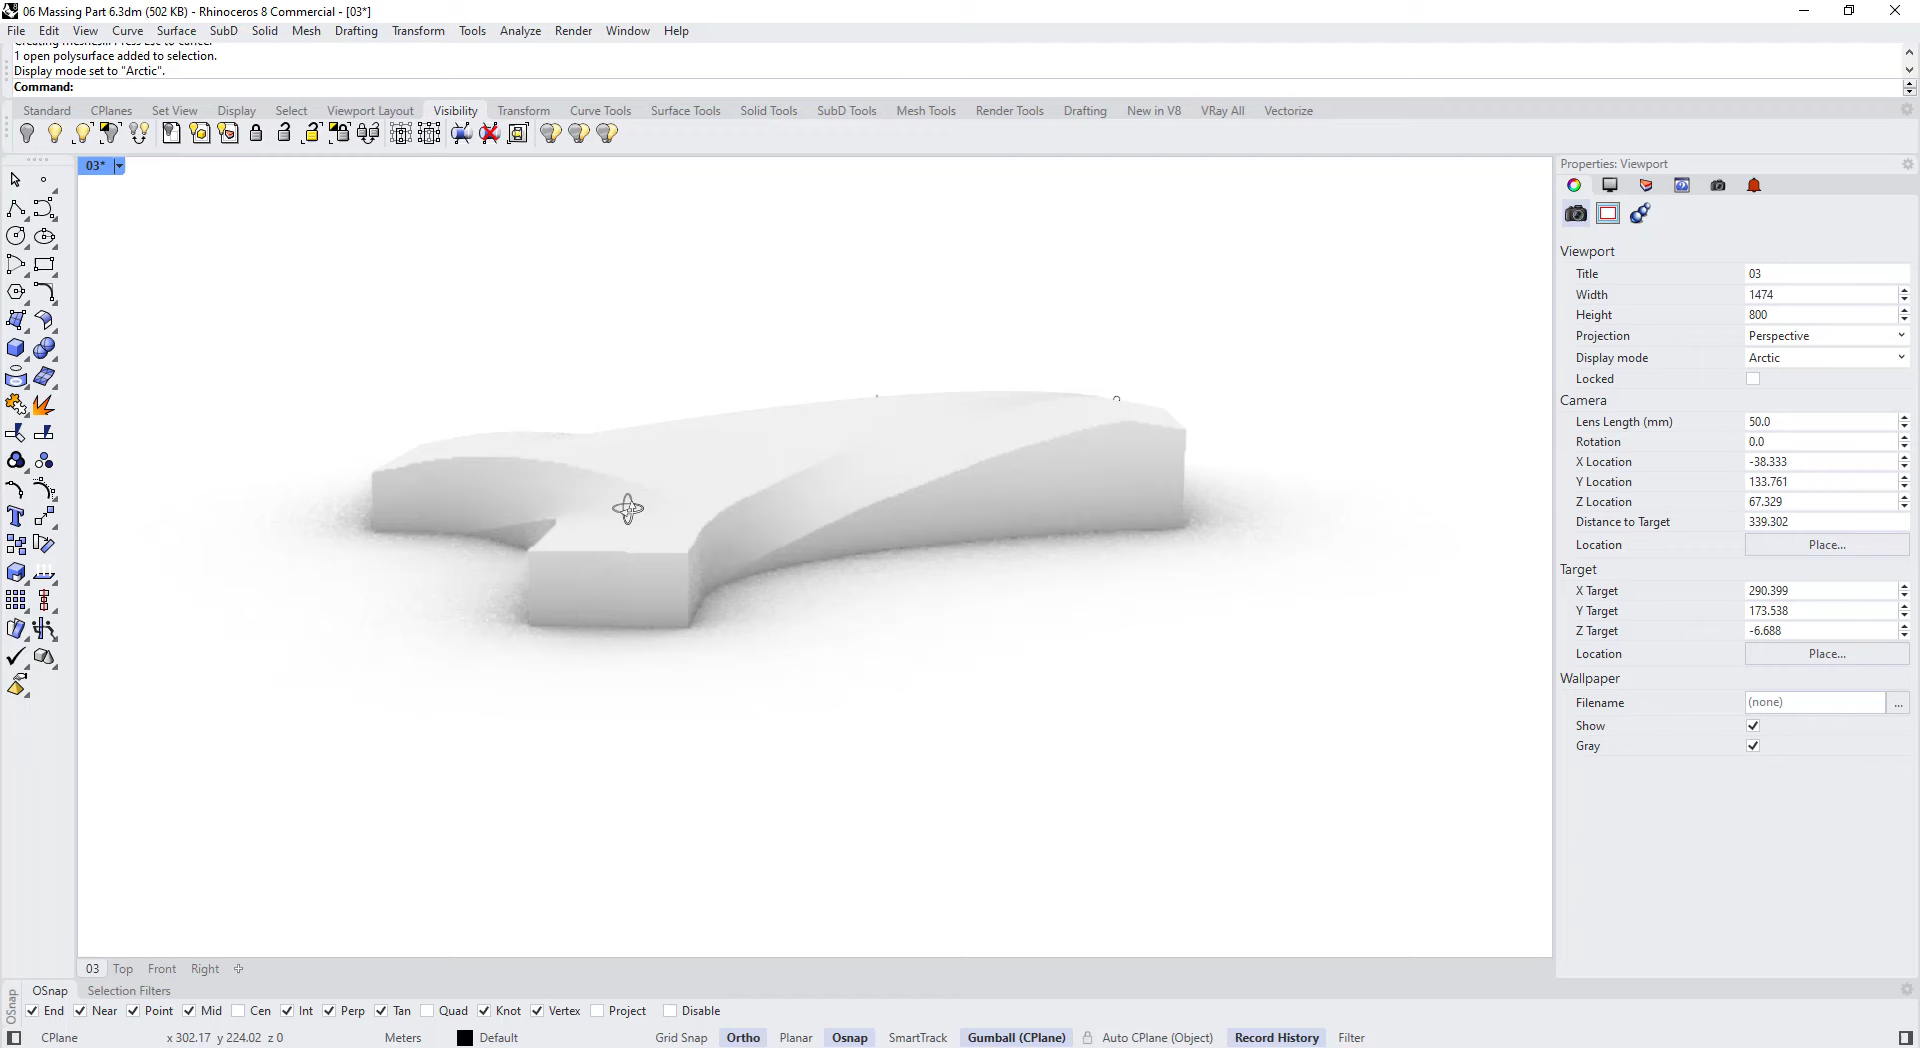 06 Massing Part 6.3dm (502 KB) - Rhinoceros 8 Commercial - [03*]
File Edit View Curve Surface SubD Solid Mesh Drafting Transform Tools Analyze Render Window Help
1 open polysurface added to selection.
Display mode set to "Arctic".
Command:
Standard CPlanes Set View Display Select Viewport Layout Visibility Transform Curve Tools Surface Tools Solid Tools SubD Tools Mesh Tools Render Tools Drafting New in V8 VRay All Vectorize
03*
Properties: Viewport
Viewport
Title 03
Width 1474
Height 800
Projection Perspective
Display mode Arctic
Locked
Camera
Lens Length (mm) 50.0
Rotation 0.0
X Location -38.333
Y Location 133.761
Z Location 67.329
Distance to Target 339.302
Location Place...
Target
X Target 290.399
Y Target 173.538
Z Target -6.688
Location Place...
Wallpaper
Filename (none) ...
Show
Gray
03 Top Front Right
OSnap Selection Filters
OSnap
End Near Point Mid Cen Int Perp Tan Quad Knot Vertex Project Disable
CPlane x 302.17 y 224.02 z 0 Meters Default Grid Snap Ortho Planar Osnap SmartTrack Gumball (CPlane) Auto CPlane (Object) Record History Filter